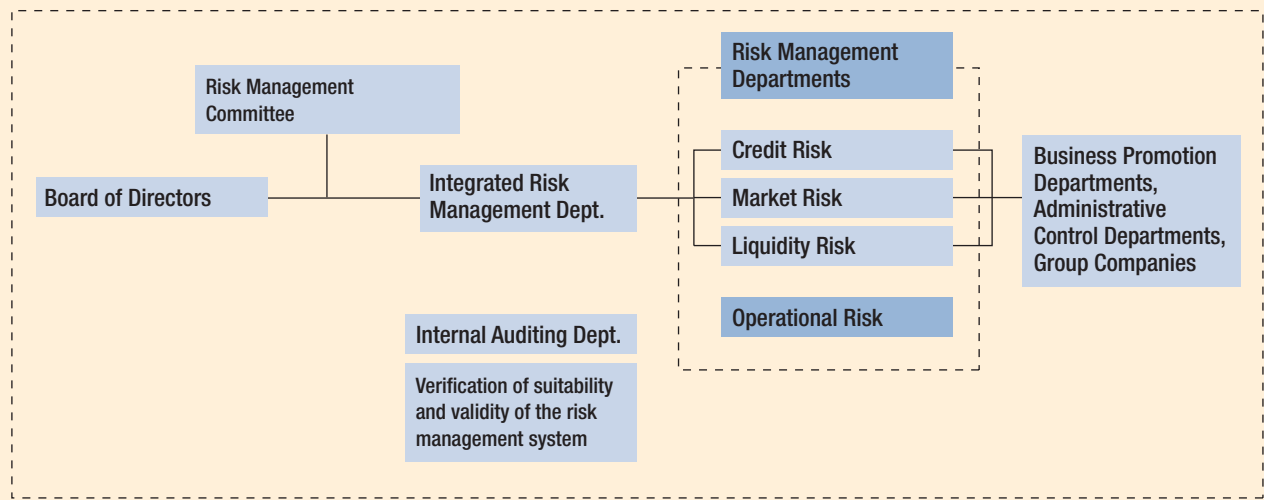 Risk Management
Committee
Board of Directors
Integrated Risk
Management Dept.
Internal Auditing Dept.
Verification of suitability
and validity of the risk
management system
Risk Management
Departments
Credit Risk
Market Risk
Liquidity Risk
Operational Risk
Business Promotion
Departments,
Administrative
Control Departments,
Group Companies